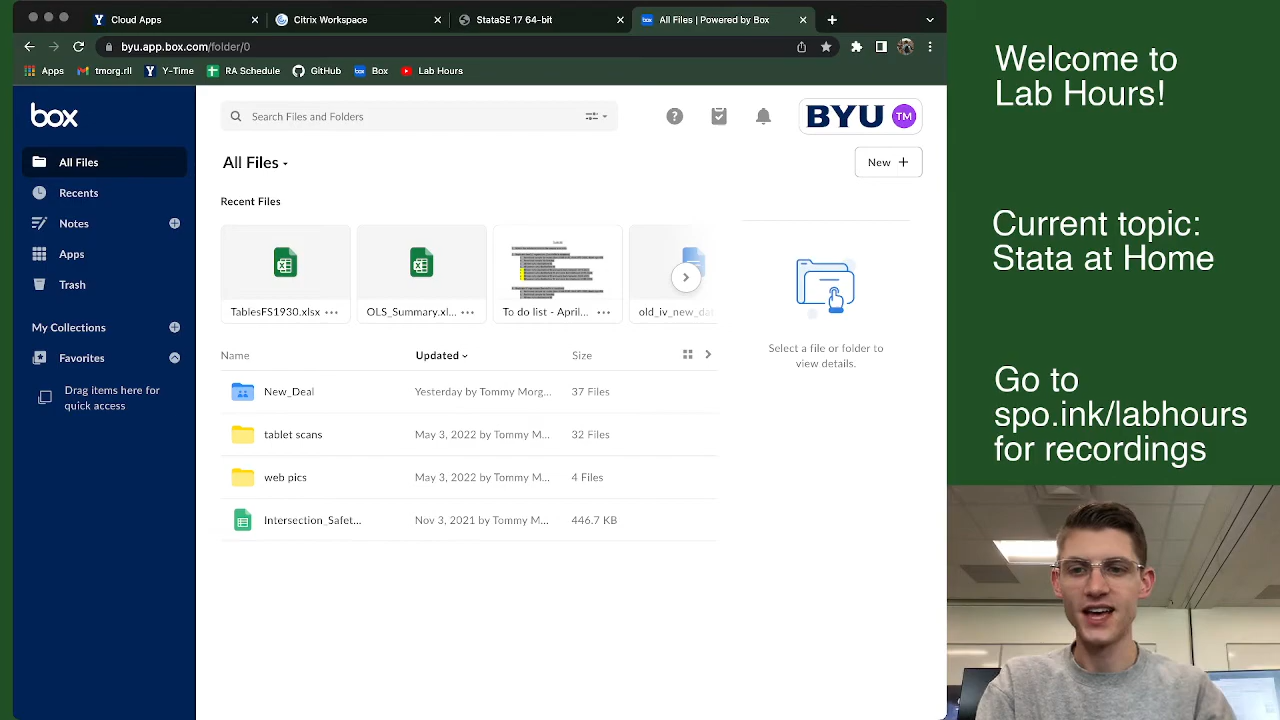 Cloud Apps
Citrix Workspace
StataSE 17 64-bit
All Files | Powered by Box
byu.app.box.com/folder/0
Apps
tmorg.ril
Y-Time
RA Schedule
GitHub
Box
Lab Hours
box
Search Files and Folders
BYU
TM
All Files
Recents
Notes
Apps
Trash
My Collections
Favorites
Drag items here for
quick access
All Files
New +
Recent Files
TablesFS1930.xlsx
OLS_Summary.xl...
To do list - April...
old_iv_new_da
Name Updated Size
New_Deal Yesterday by Tommy Morg... 37 Files
tablet scans May 3, 2022 by Tommy M... 32 Files
web pics May 3, 2022 by Tommy M... 4 Files
Intersection_Safet... Nov 3, 2021 by Tommy M... 446.7 KB
Select a file or folder to
view details.
Welcome to
Lab Hours!
Current topic:
Stata at Home
Go to
spo.ink/labhours
for recordings